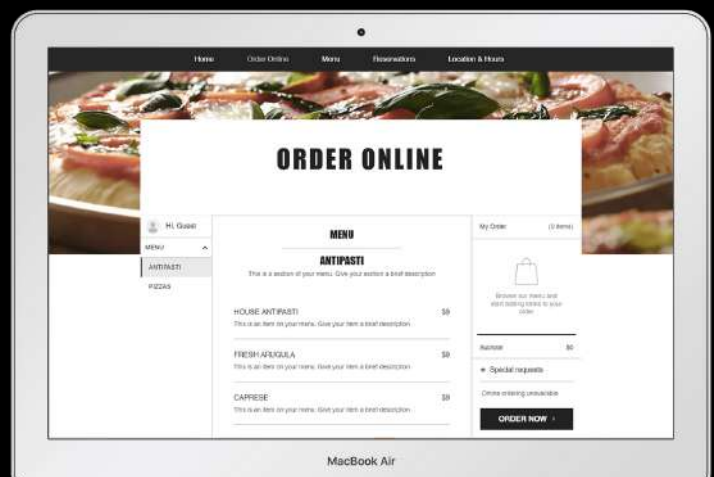 Home Order Online Menu Reservations Location & Hours
ORDER ONLINE
Hi, Guest
MENU
ANTIPASTI
PIZZAS
MENU
ANTIPASTI
This is a section of your menu. Give your section a brief description
HOUSE ANTIPASTI $9
This is an item on your menu. Give your item a brief description
FRESH ARUGULA $9
This is an item on your menu. Give your item a brief description
CAPRESE $9
This is an item on your menu. Give your item a brief description
My Order (0 items)
Browse our menu and
start adding items to your
order
Subtotal $0
+ Special requests
Online ordering unavailable
ORDER NOW ›
MacBook Air